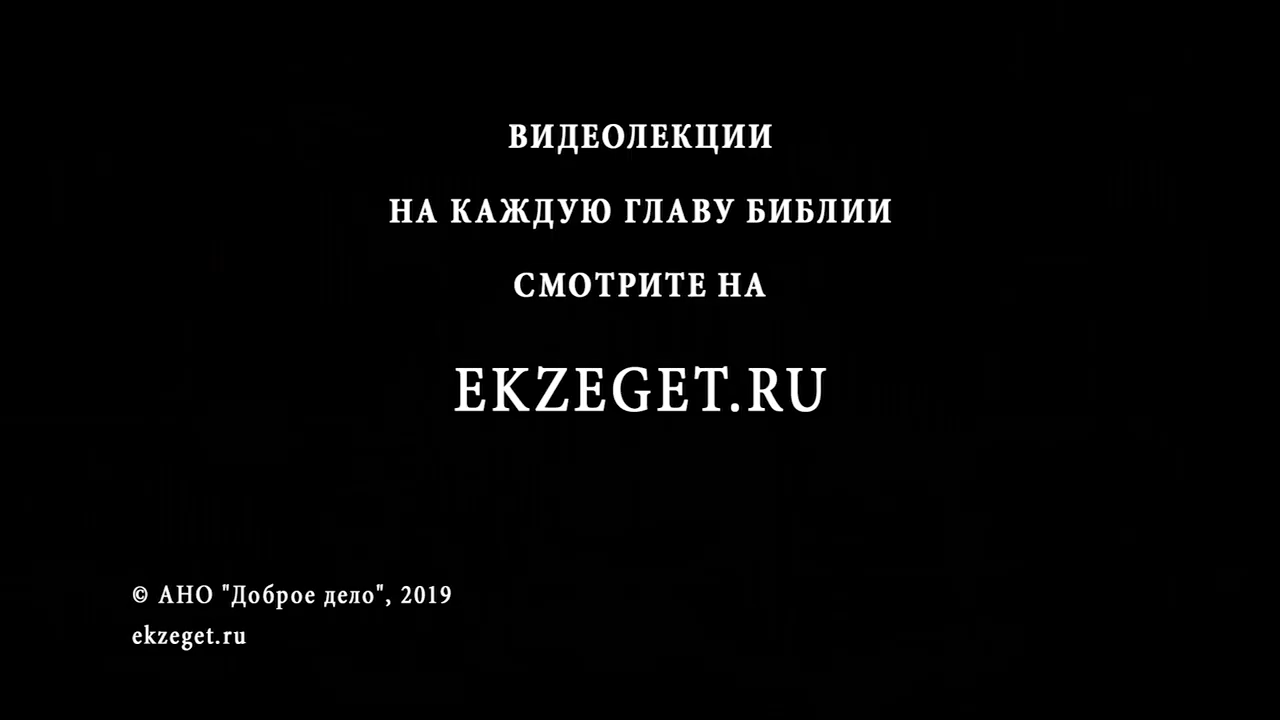 ВИДЕОЛЕКЦИИ
НА КАЖДУЮ ГЛАВУ БИБЛИИ
СМОТРИТЕ НА
EKZEGET.RU
© АНО "Доброе дело", 2019
ekzeget.ru